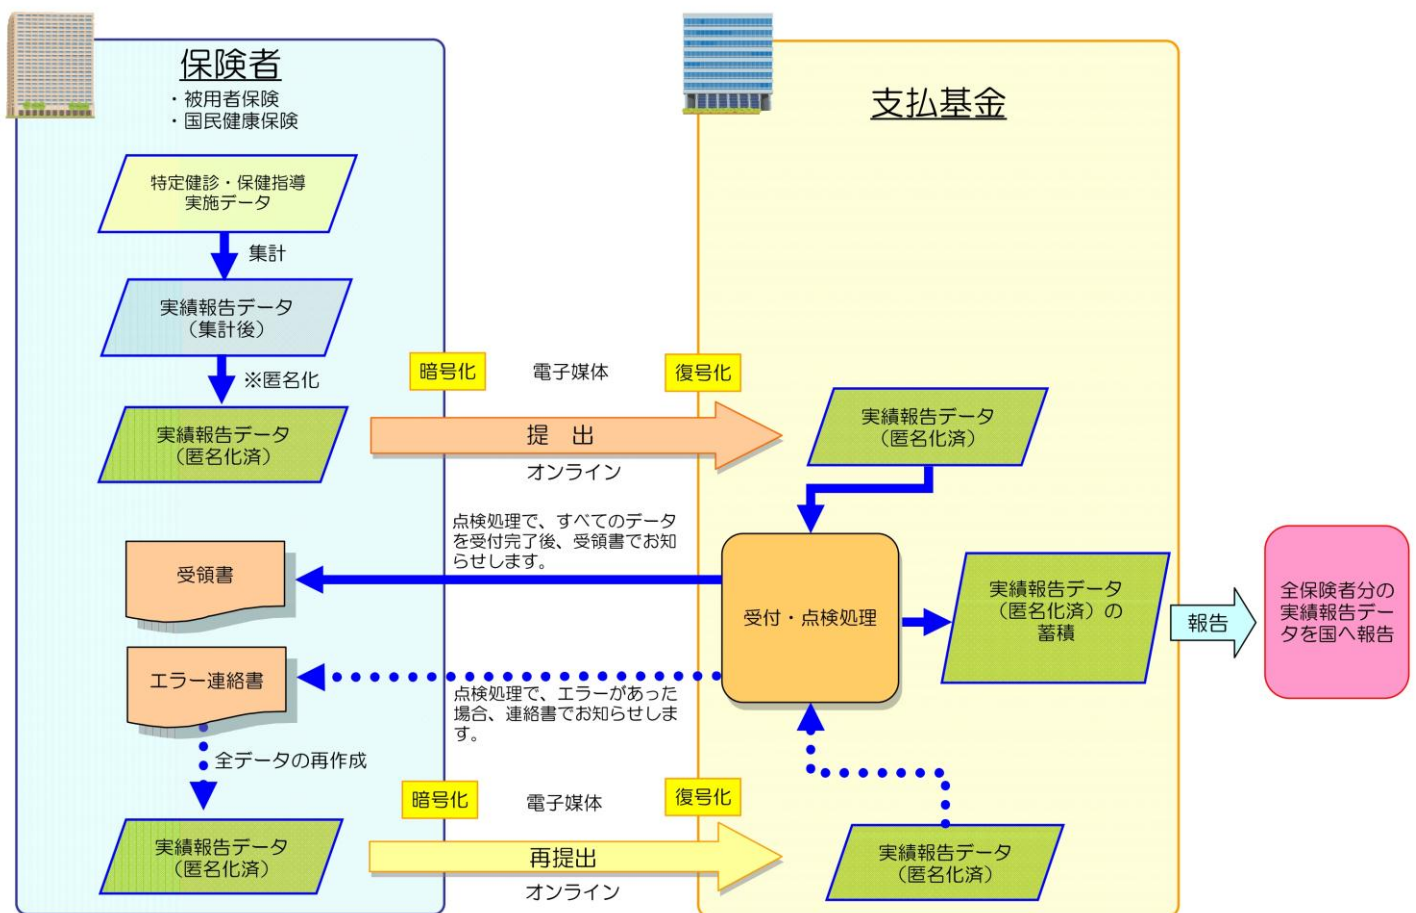 保険者
・被用者保険
・国民健康保険
特定健診・保健指導
実施データ
集計
実績報告データ
（集計後）
※匿名化
実績報告データ
（匿名化済）
暗号化
電子媒体
復号化
提　出
オンライン
支払基金
実績報告データ
（匿名化済）
点検処理で、すべてのデータ
を受付完了後、受領書でお知
らせします。
受領書
受付・点検処理
実績報告データ
（匿名化済）の
蓄積
報告
全保険者分の
実績報告デー
タを国へ報告
エラー連絡書
点検処理で、エラーがあった
場合、連絡書でお知らせしま
す。
全データの再作成
実績報告データ
（匿名化済）
暗号化
電子媒体
復号化
再提出
オンライン
実績報告データ
（匿名化済）